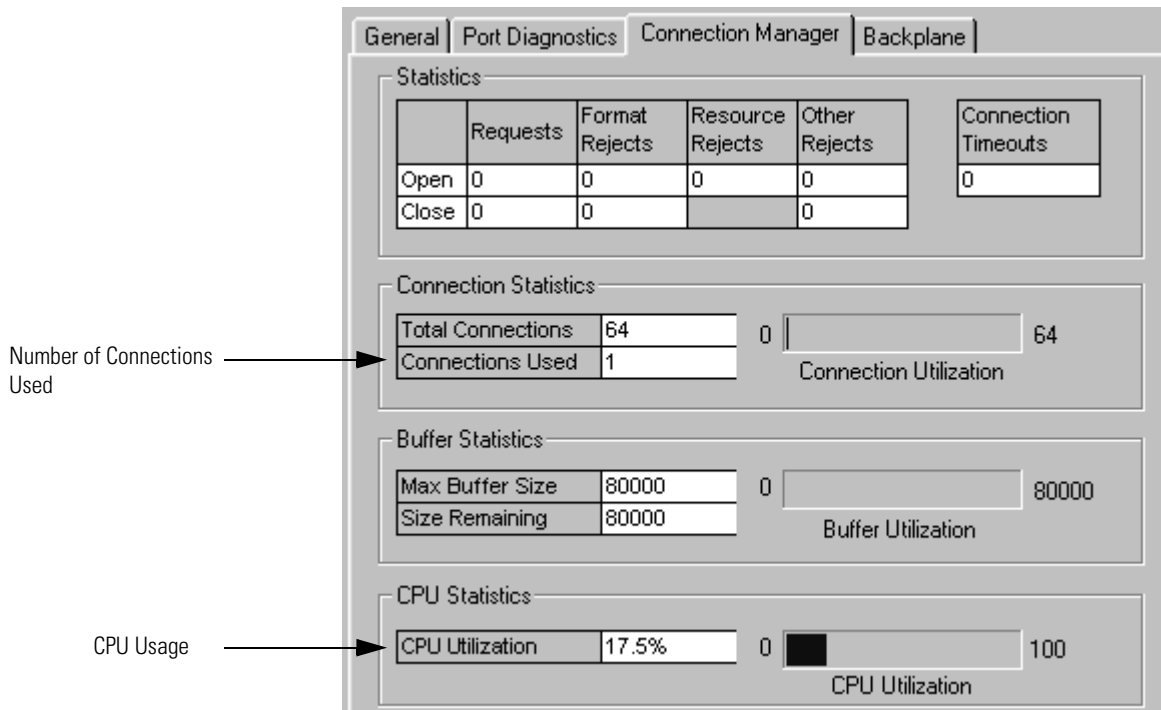 General Port Diagnostics Connection Manager Backplane
Statistics
Requests Format Rejects Resource Rejects Other Rejects Connection Timeouts
Open 0 0 0 0 0
Close 0 0 0
Connection Statistics
Total Connections 64 0 64
Number of Connections Used
Connections Used 1 Connection Utilization
Buffer Statistics
Max Buffer Size 80000 0 80000
Size Remaining 80000 Buffer Utilization
CPU Statistics
CPU Usage CPU Utilization 17.5% 0 100
CPU Utilization